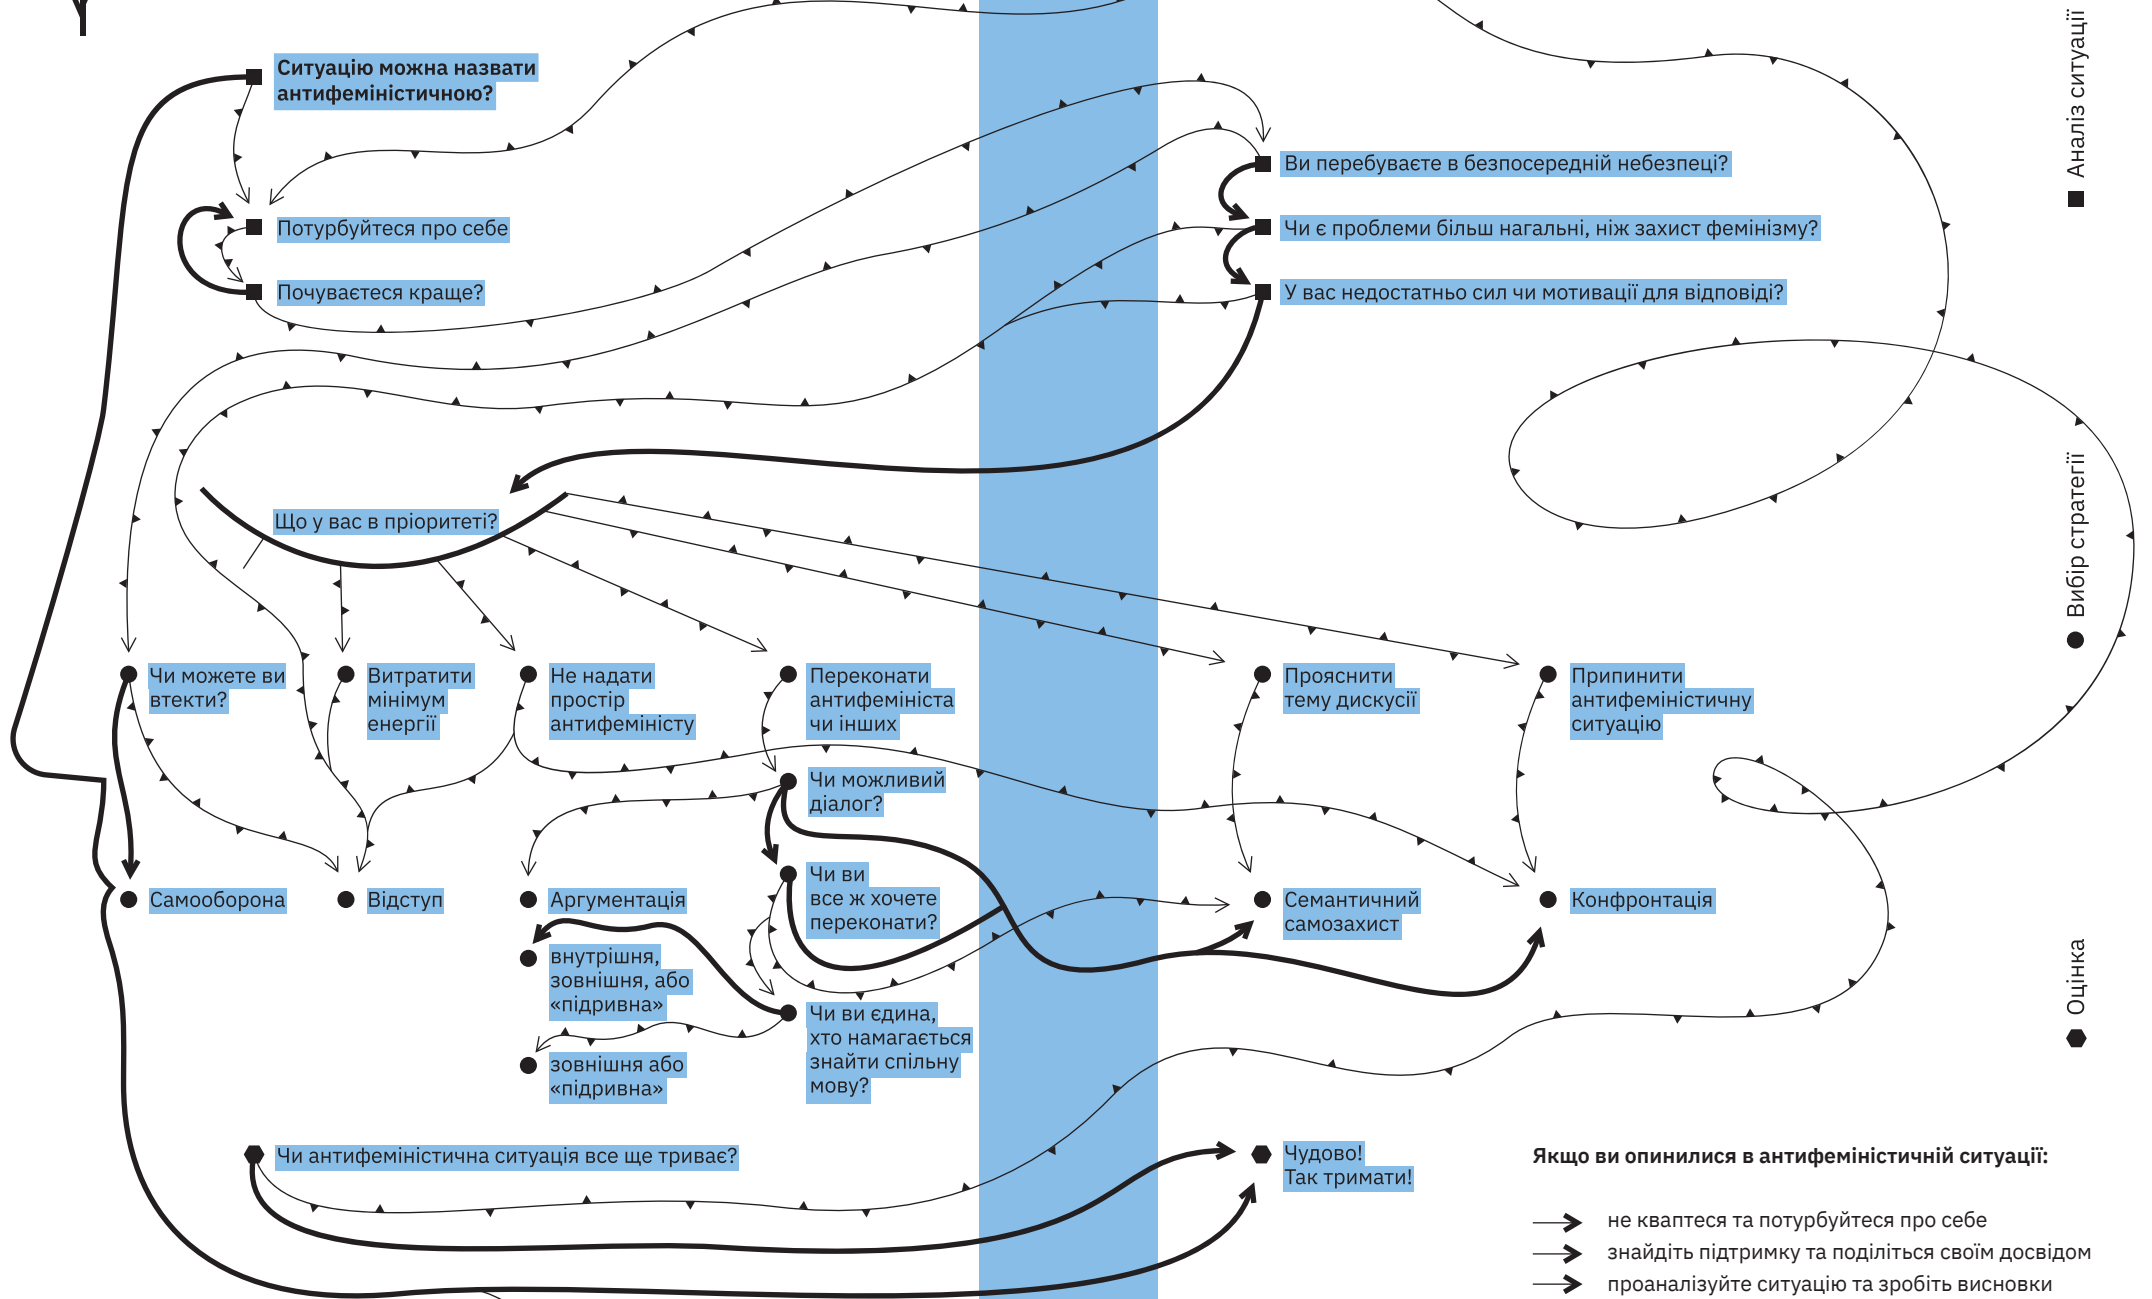 Ситуацію можна назвати
антифеміністичною?
Потурбуйтеся про себе
Почуваєтеся краще?
Ви перебуваєте в безпосередній небезпеці?
Чи є проблеми більш нагальні, ніж захист фемінізму?
У вас недостатньо сил чи мотивації для відповіді?
Аналіз ситуації
Що у вас в пріоритеті?
Вибір стратегії
Чи можете ви
втекти?
Витратити
мінімум
енергії
Не надати
простір
антифеміністу
Переконати
антифемініста
чи інших
Прояснити
тему дискусії
Припинити
антифеміністичну
ситуацію
Чи можливий
діалог?
Чи ви
все ж хочете
переконати?
Самооборона
Відступ
Аргументація
Семантичний
самозахист
Конфронтація
внутрішня,
зовнішня, або
«підривна»
Чи ви єдина,
хто намагається
знайти спільну
мову?
зовнішня або
«підривна»
Оцінка
Чи антифеміністична ситуація все ще триває?
Чудово!
Так тримати!
Якщо ви опинилися в антифеміністичній ситуації:
не кваптеся та потурбуйтеся про себе
знайдіть підтримку та поділіться своїм досвідом
проаналізуйте ситуацію та зробіть висновки